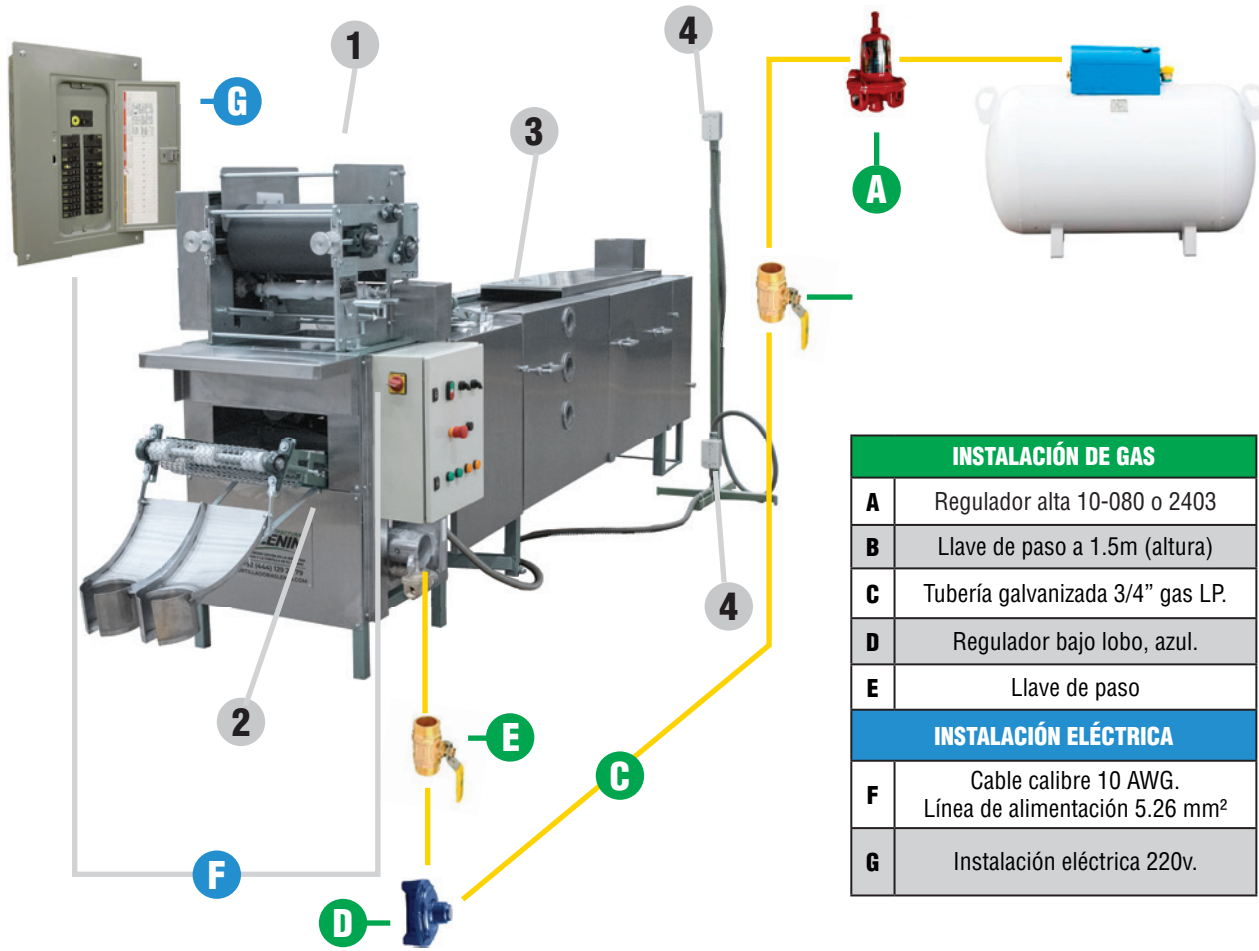 1
4
G
3
A
INSTALACIÓN DE GAS
A Regulador alta 10-080 o 2403
B Llave de paso a 1.5m (altura)
C Tubería galvanizada 3/4” gas LP.
D Regulador bajo lobo, azul.
E Llave de paso
INSTALACIÓN ELÉCTRICA
F Cable calibre 10 AWG.
Línea de alimentación 5.26 mm²
G Instalación eléctrica 220v.
4
2
E
C
F
D